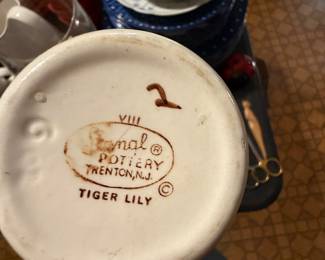 2
VIII
Stangl ®
POTTERY
TRENTON, N.J.
©
TIGER LILY